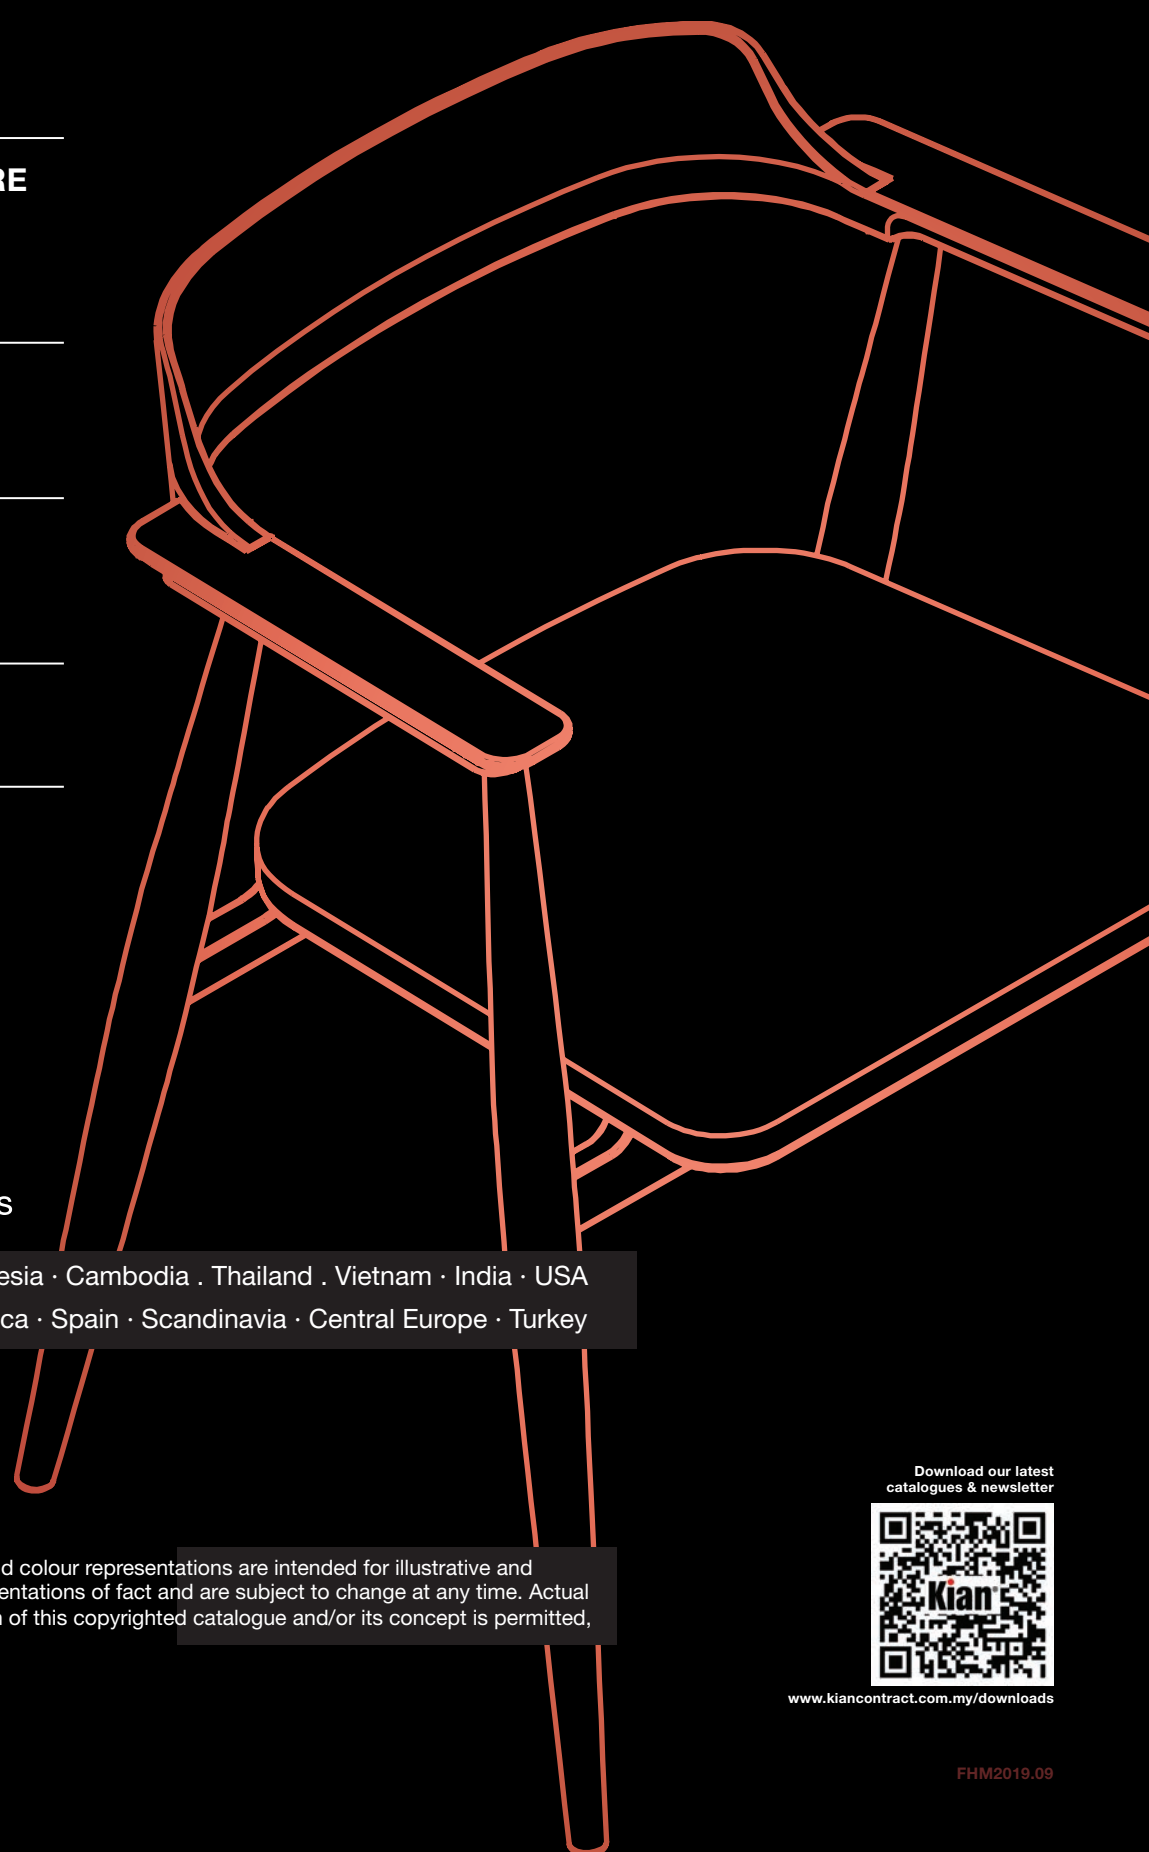 RE
s
esia · Cambodia . Thailand . Vietnam · India · USA
ca · Spain · Scandinavia · Central Europe · Turkey
Download our latest
catalogues & newsletter
d colour representations are intended for illustrative and
entations of fact and are subject to change at any time. Actual
n of this copyrighted catalogue and/or its concept is permitted,
Kian
www.kiancontract.com.my/downloads
FHM2019.09